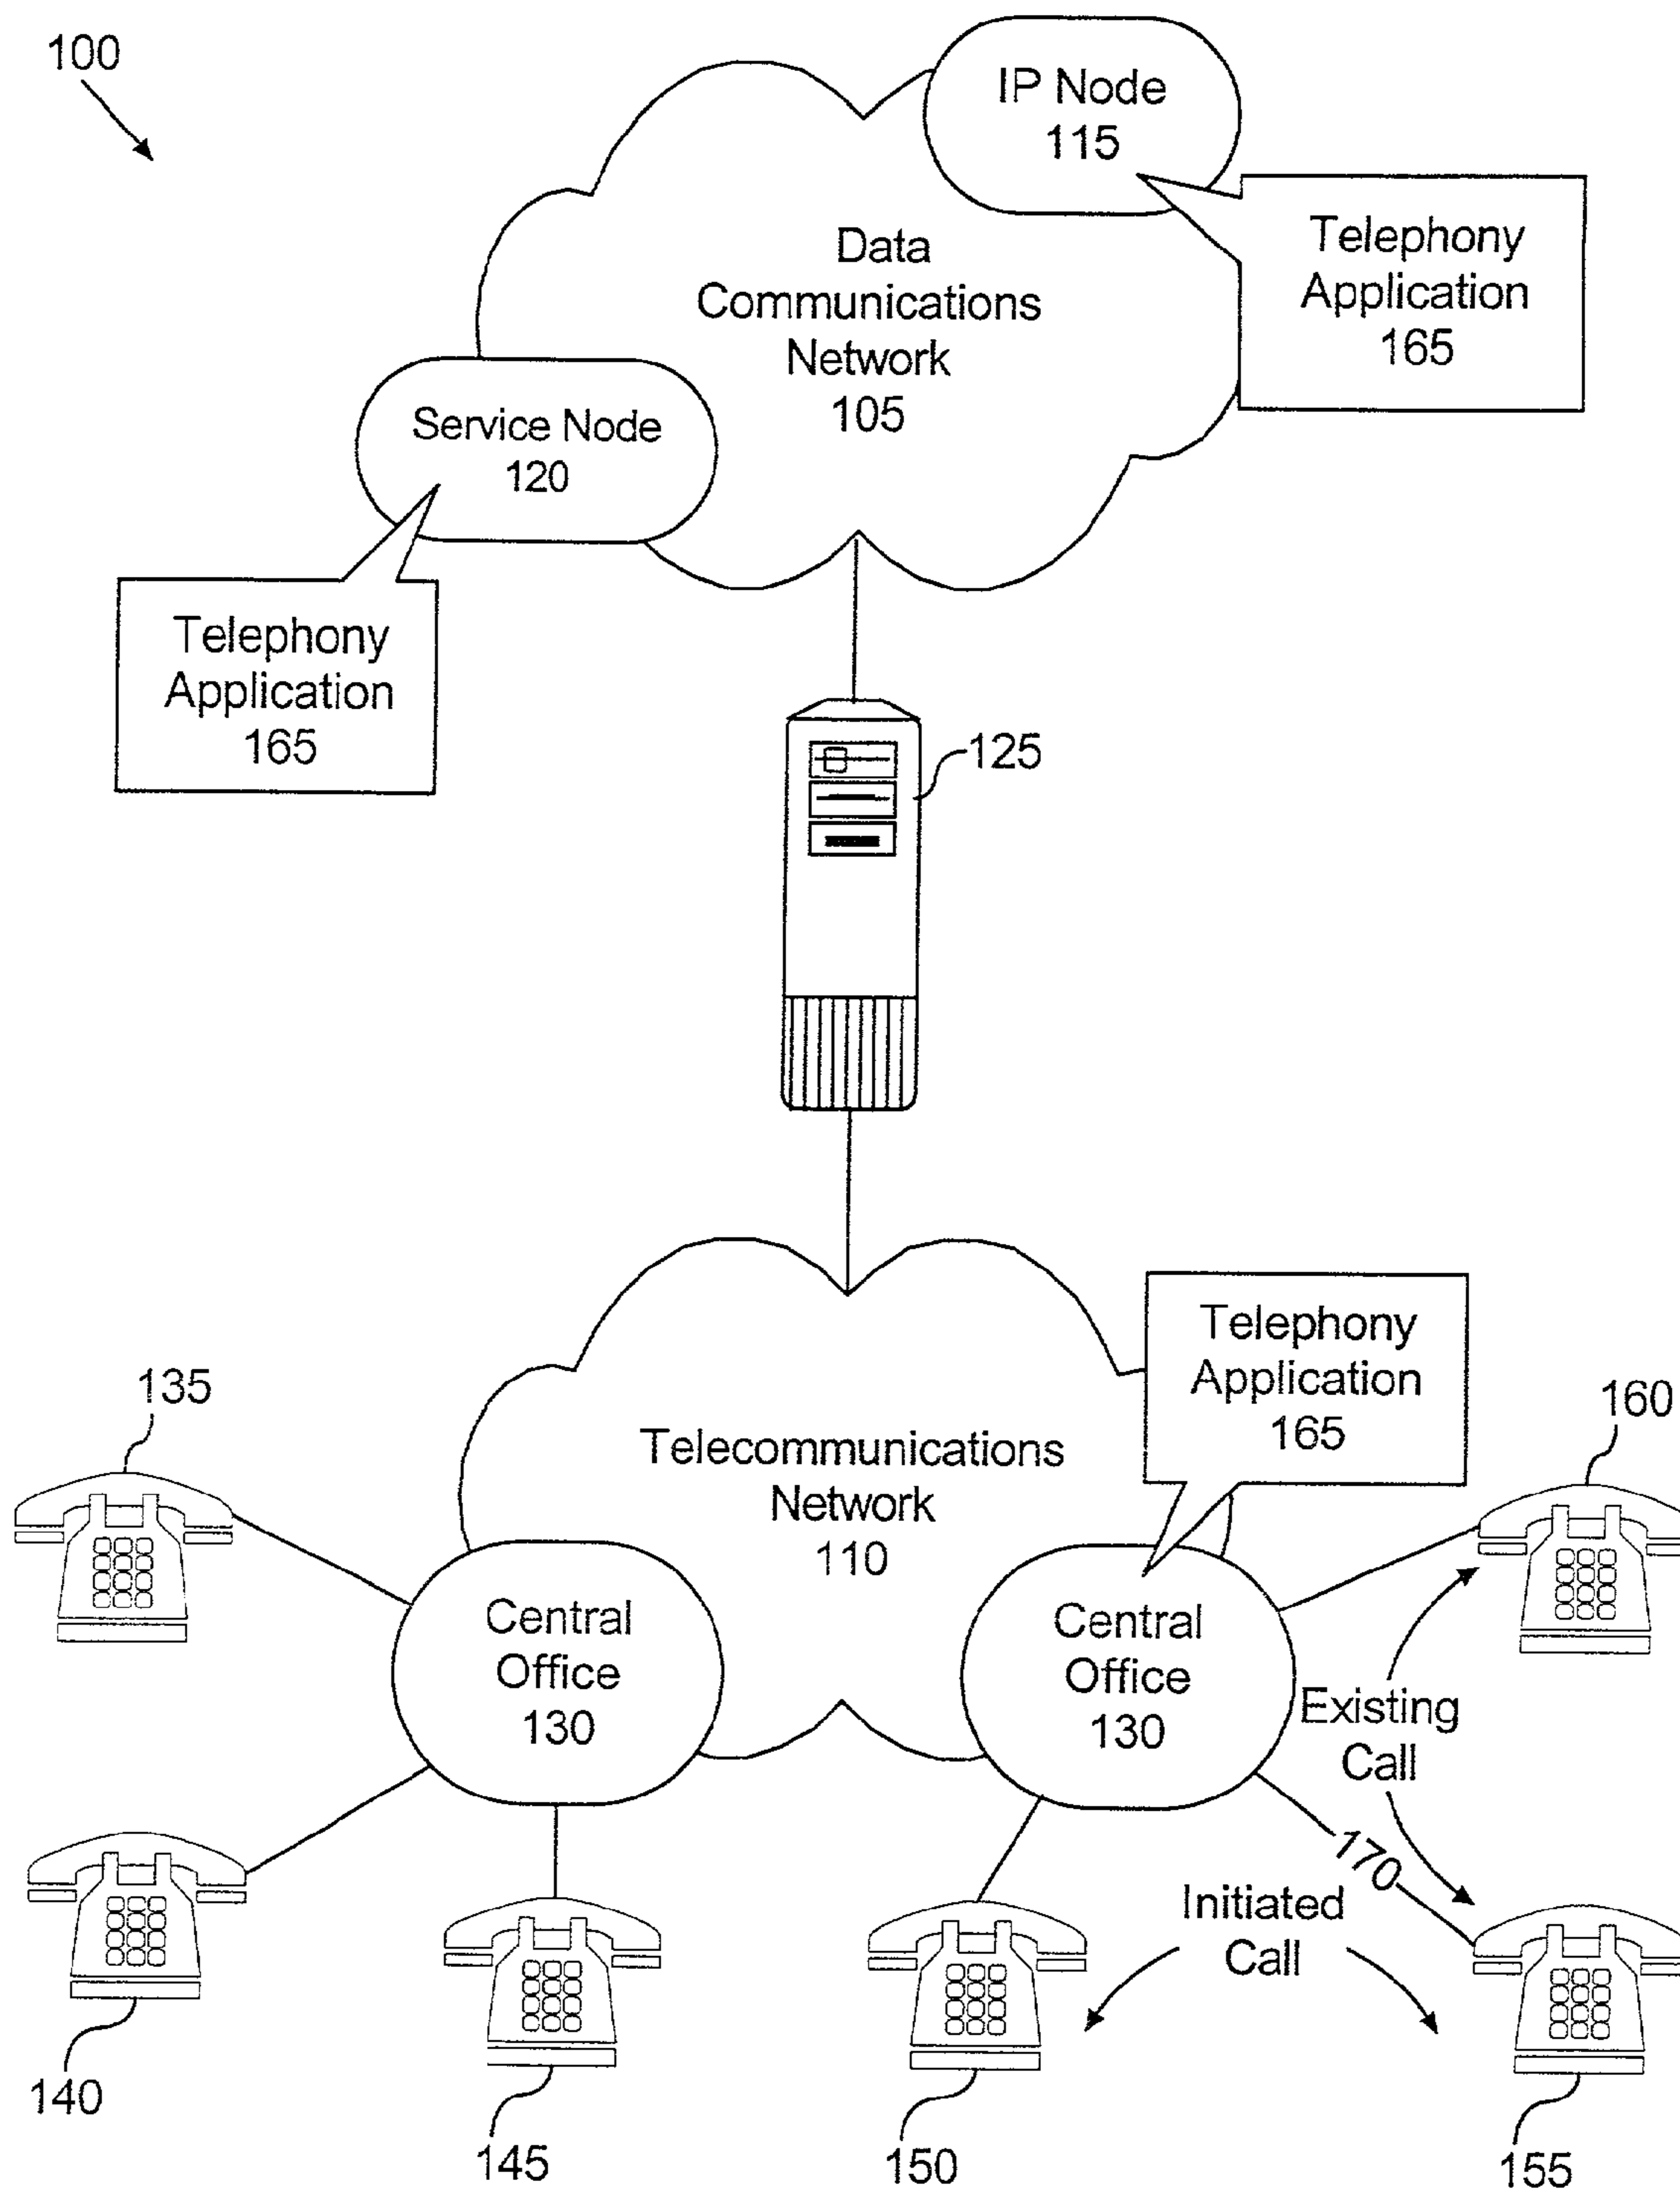 100
IP Node
115
Telephony
Application
165
Data
Communications
Network
105
Service Node
120
Telephony
Application
165
125
Telephony
Application
165
135
160
Telecommunications
Network
110
Central
Office
130
Central
Office
130
Existing
Call
170
Initiated
Call
140
145
150
155